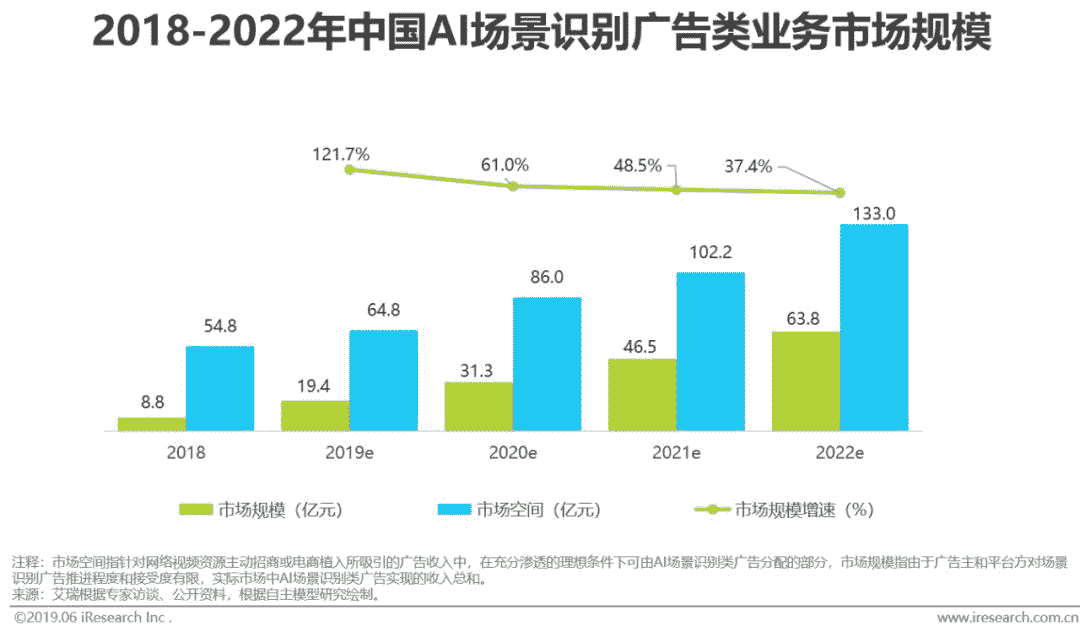 2018-2022年中国AI场景识别广告类业务市场规模
121.7%
61.0%
48.5%
37.4%
8.8
54.8
19.4
64.8
31.3
86.0
46.5
102.2
63.8
133.0
2018
2019e
2020e
2021e
2022e
市场规模（亿元）
市场空间（亿元）
市场规模增速（%）
注释：市场空间指针对网络视频资源主动招商或电商植入所吸引的广告收入中，在充分渗透的理想条件下可由AI场景识别类广告分配的部分，市场规模指由于广告主和平台方对场景
识别广告推进程度和接受度有限，实际市场中AI场景识别类广告实现的收入总和。
来源：艾瑞根据专家访谈、公开资料，根据自主模型研究绘制。
©2019.06 iResearch Inc .
www.iresearch.com.cn